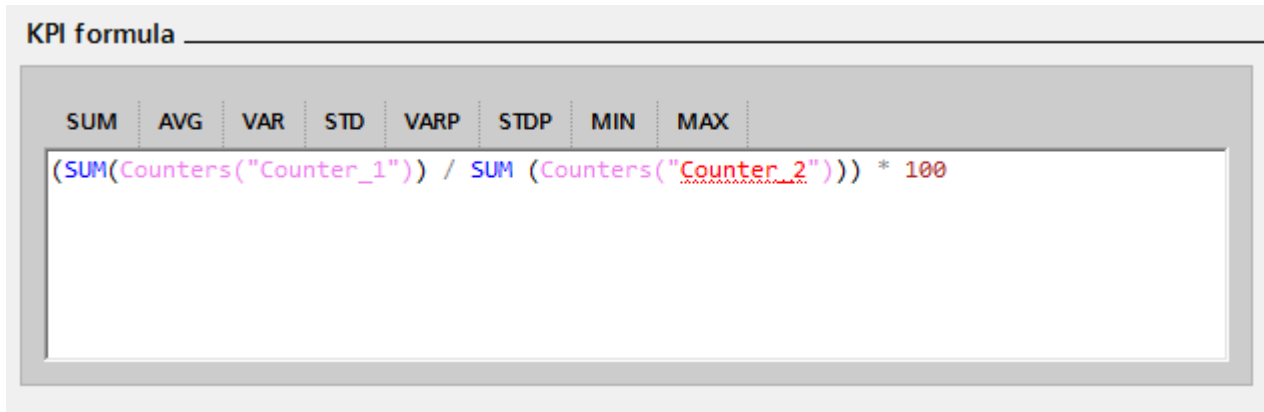 KPI formula
SUM AVG VAR STD VARP STDP MIN MAX
(SUM(Counters("Counter_1")) / SUM (Counters("Counter_2"))) * 100